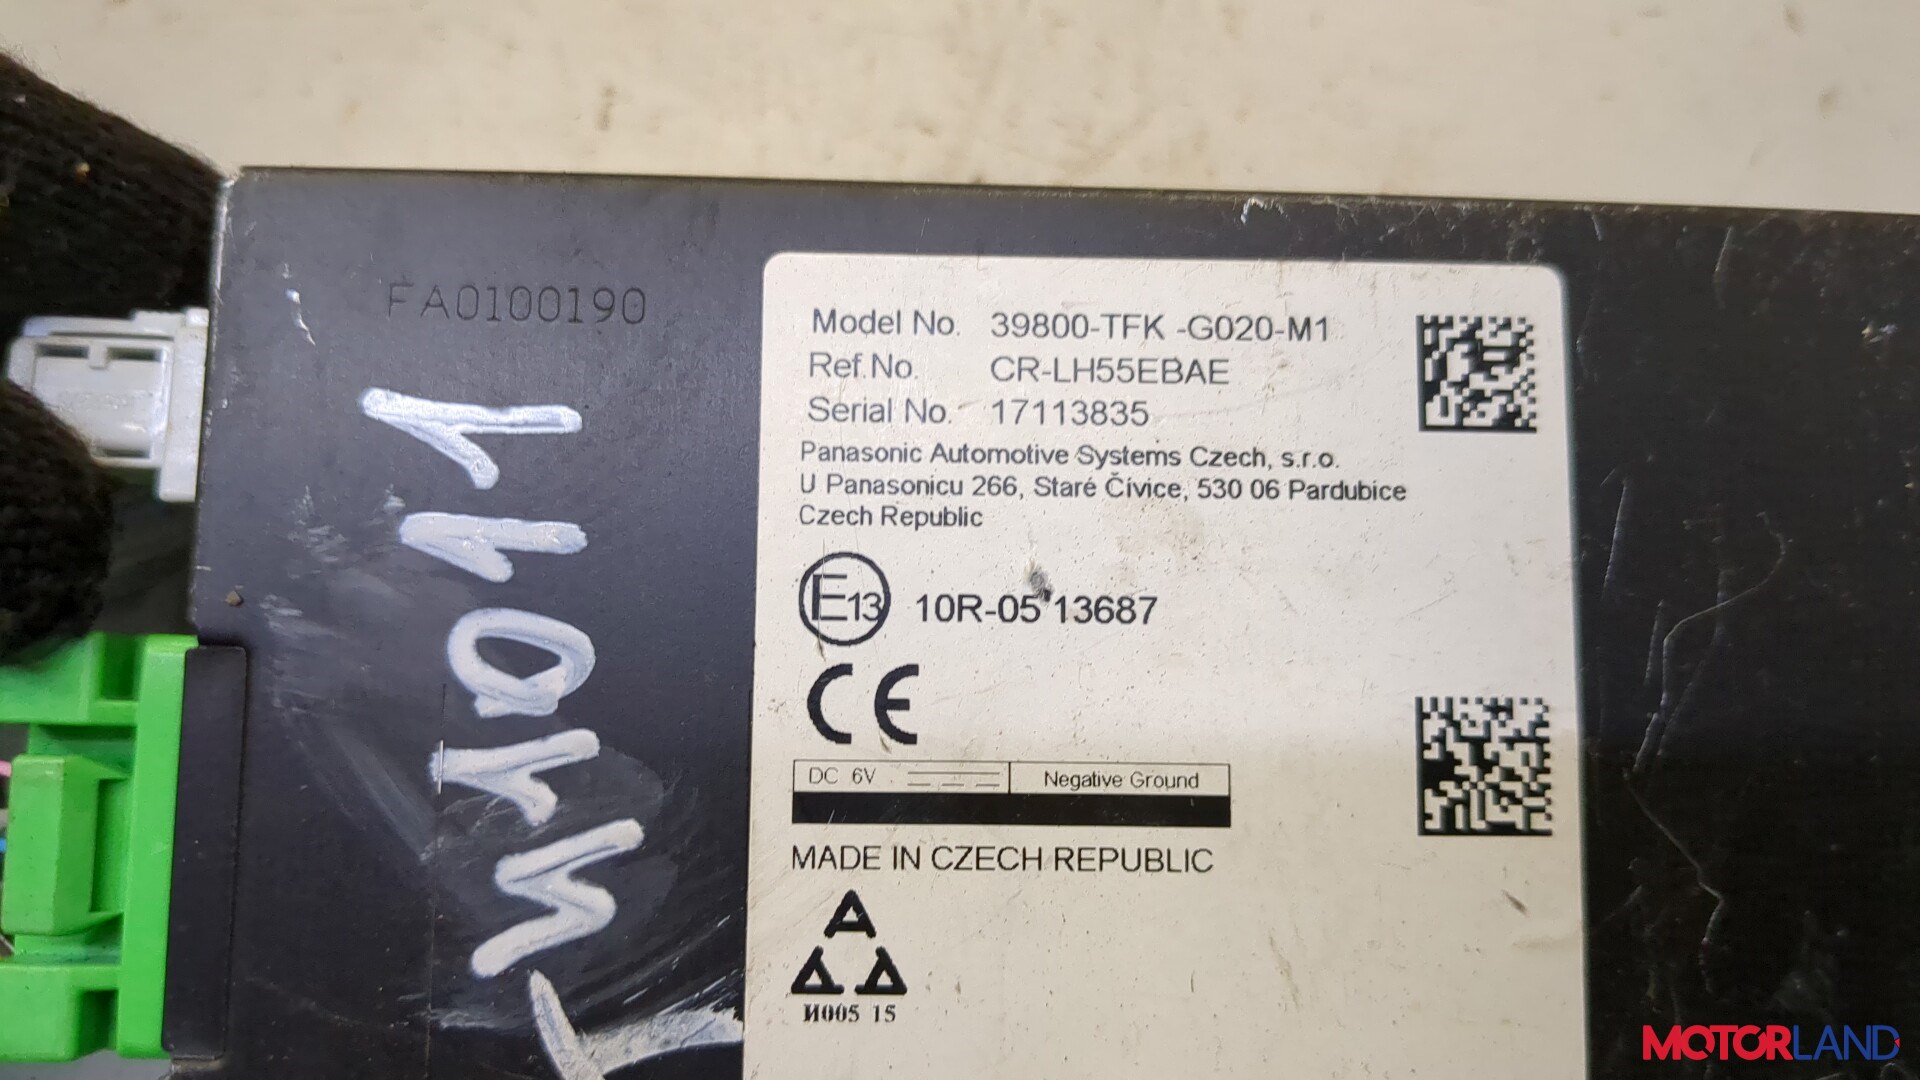 FA0100190
Model No. 39800-TFK -G020-M1
Ref.No. CR-LH55EBAE
Serial No. 17113835
Panasonic Automotive Systems Czech, s.r.o.
U Panasonicu 266, Staré Čívice, 530 06 Pardubice
Czech Republic
E13 10R-05 13687
CE
DC 6V Negative Ground
MADE IN CZECH REPUBLIC
И005 15
MOTORLAND